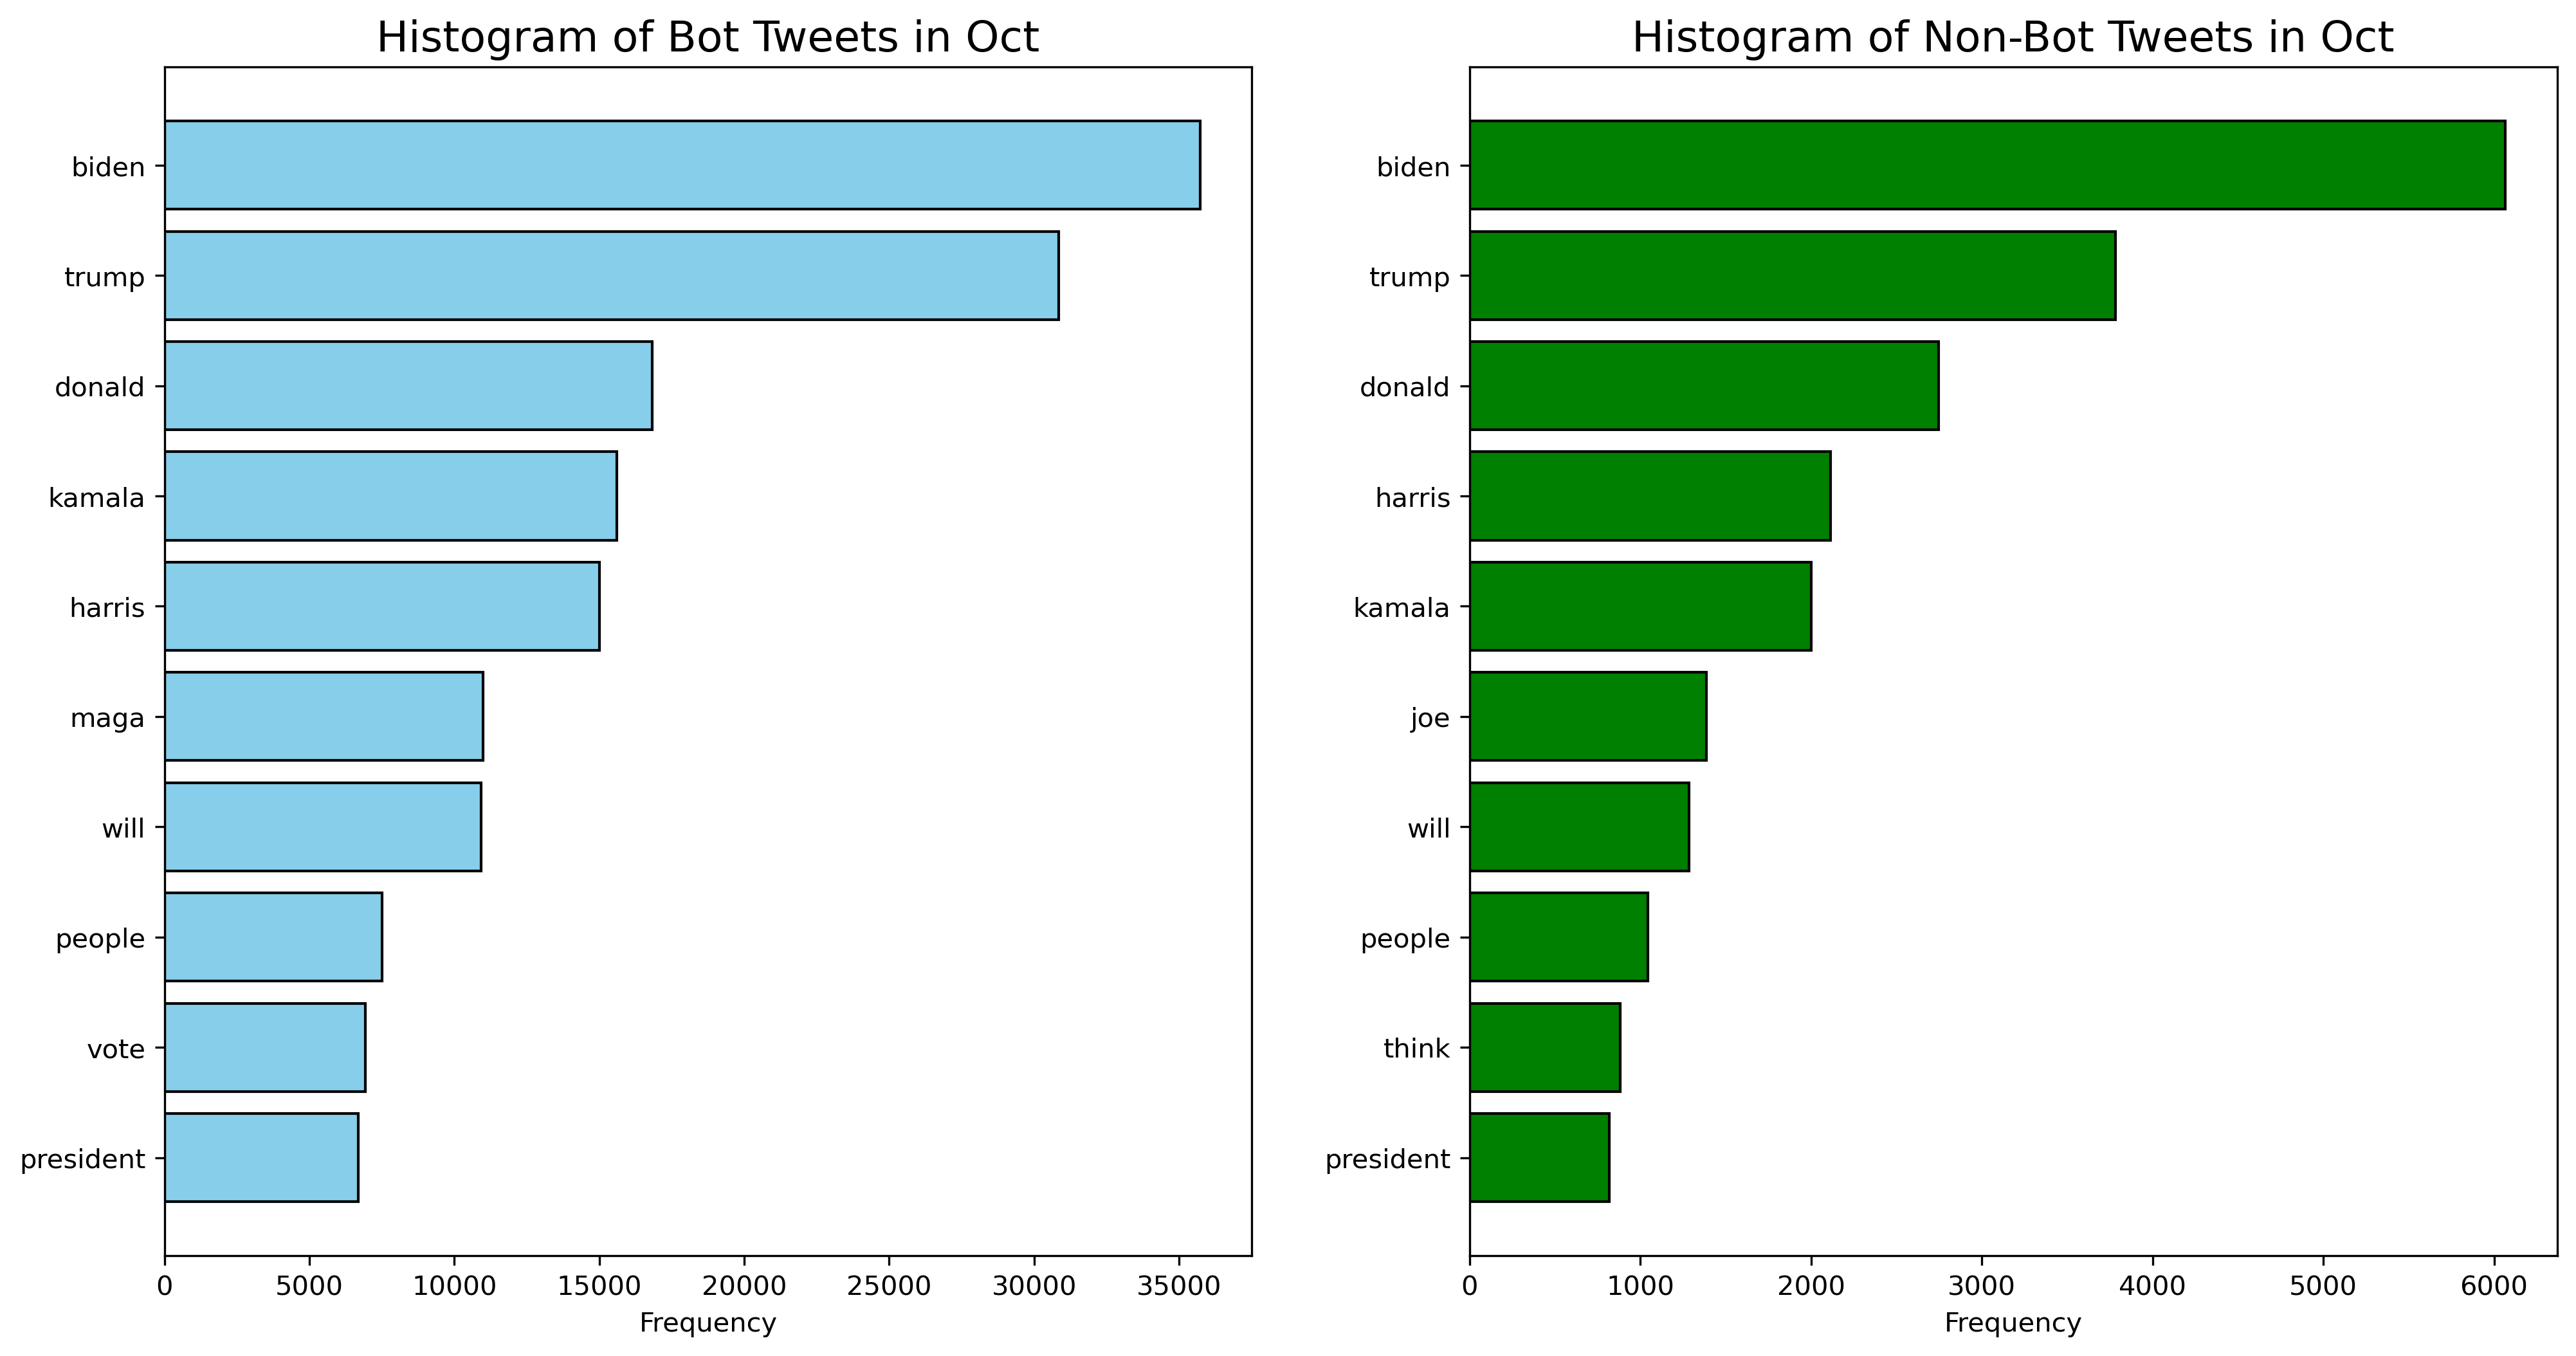 Histogram of Bot Tweets in Oct
biden
trump
donald
kamala
harris
maga
will
people
vote
president
0 5000 10000 15000 20000 25000 30000 35000
Frequency
Histogram of Non-Bot Tweets in Oct
biden
trump
donald
harris
kamala
joe
will
people
think
president
0 1000 2000 3000 4000 5000 6000
Frequency